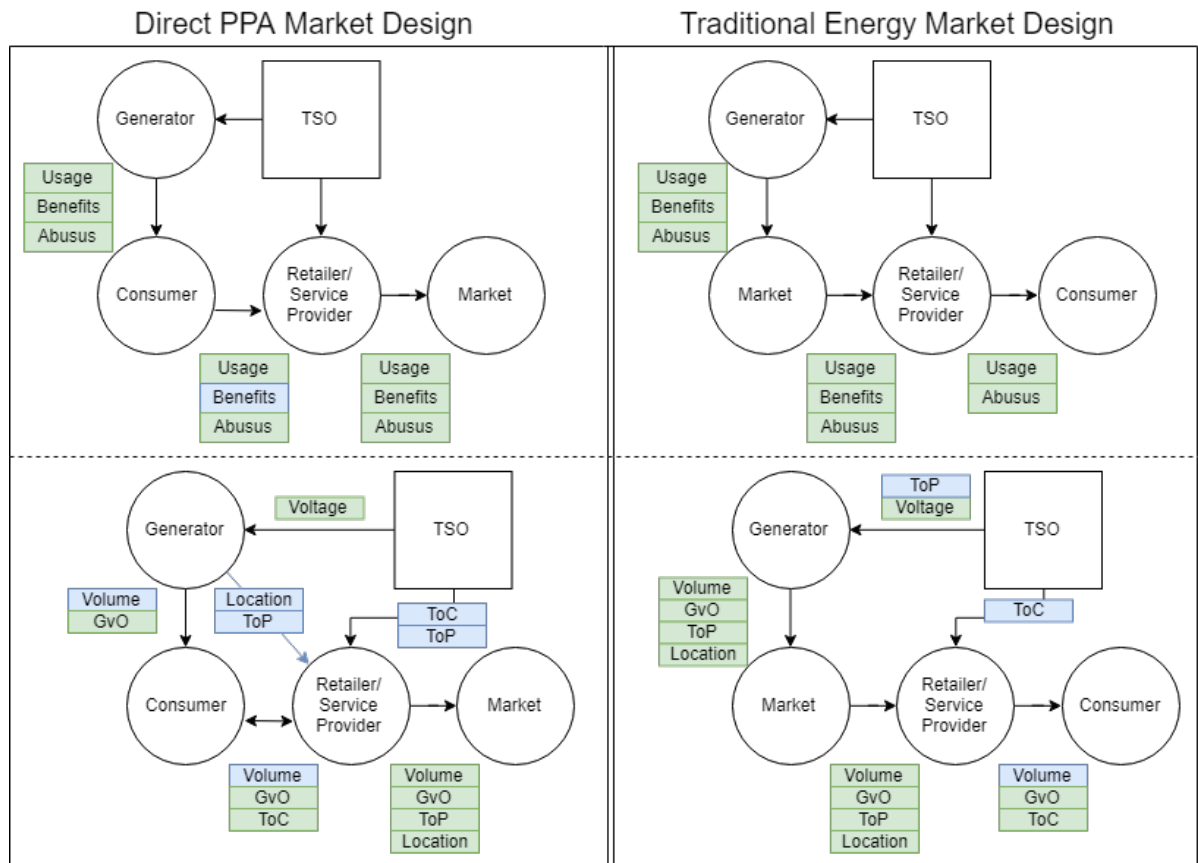 Direct PPA Market Design
Traditional Energy Market Design
Generator
TSO
Usage
Benefits
Abusus
Consumer
Retailer/
Service
Provider
Market
Usage
Benefits
Abusus
Usage
Benefits
Abusus
Generator
TSO
Usage
Benefits
Abusus
Market
Retailer/
Service
Provider
Consumer
Usage
Benefits
Abusus
Usage
Abusus
Generator
Voltage
TSO
Volume
GvO
Location
ToP
ToC
ToP
Consumer
Retailer/
Service
Provider
Market
Volume
GvO
ToC
Volume
GvO
ToP
Location
Generator
ToP
Voltage
TSO
Volume
GvO
ToP
Location
ToC
Market
Retailer/
Service
Provider
Consumer
Volume
GvO
ToP
Location
Volume
GvO
ToC